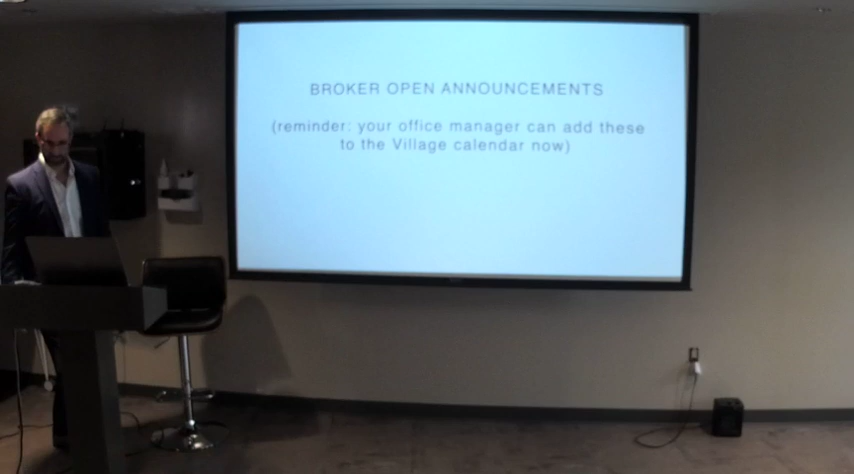 BROKER OPEN ANNOUNCEMENTS
(reminder: your office manager can add these
to the Village calendar now)